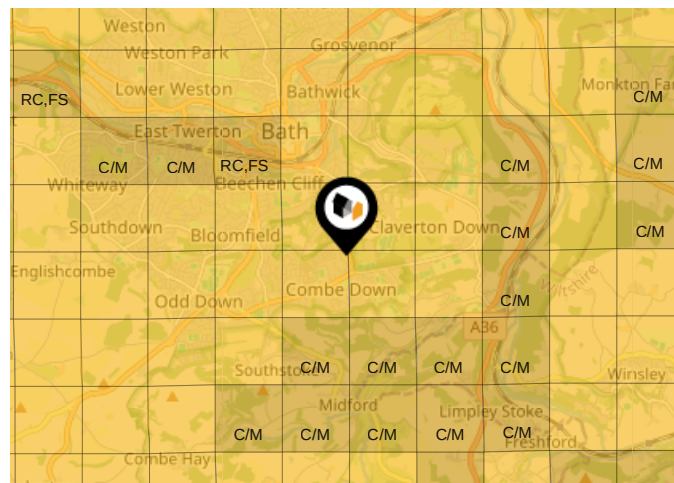 Weston
Weston Park
Grosvenor
RC,FS
Lower Weston
Bathwick
Monkton Far
C/M
East Twerton
Bath
C/M
C/M
RC,FS
C/M
C/M
Whiteway
Beechen Cliff
Southdown
Bloomfield
Claverton Down
C/M
C/M
Englishcombe
Odd Down
Combe Down
Wiltshire
C/M
A36
Southstoke
C/M
C/M
C/M
C/M
Winsley
Midford
Limpley Stoke
C/M
C/M
C/M
C/M
C/M
Freshford
Combe Hay